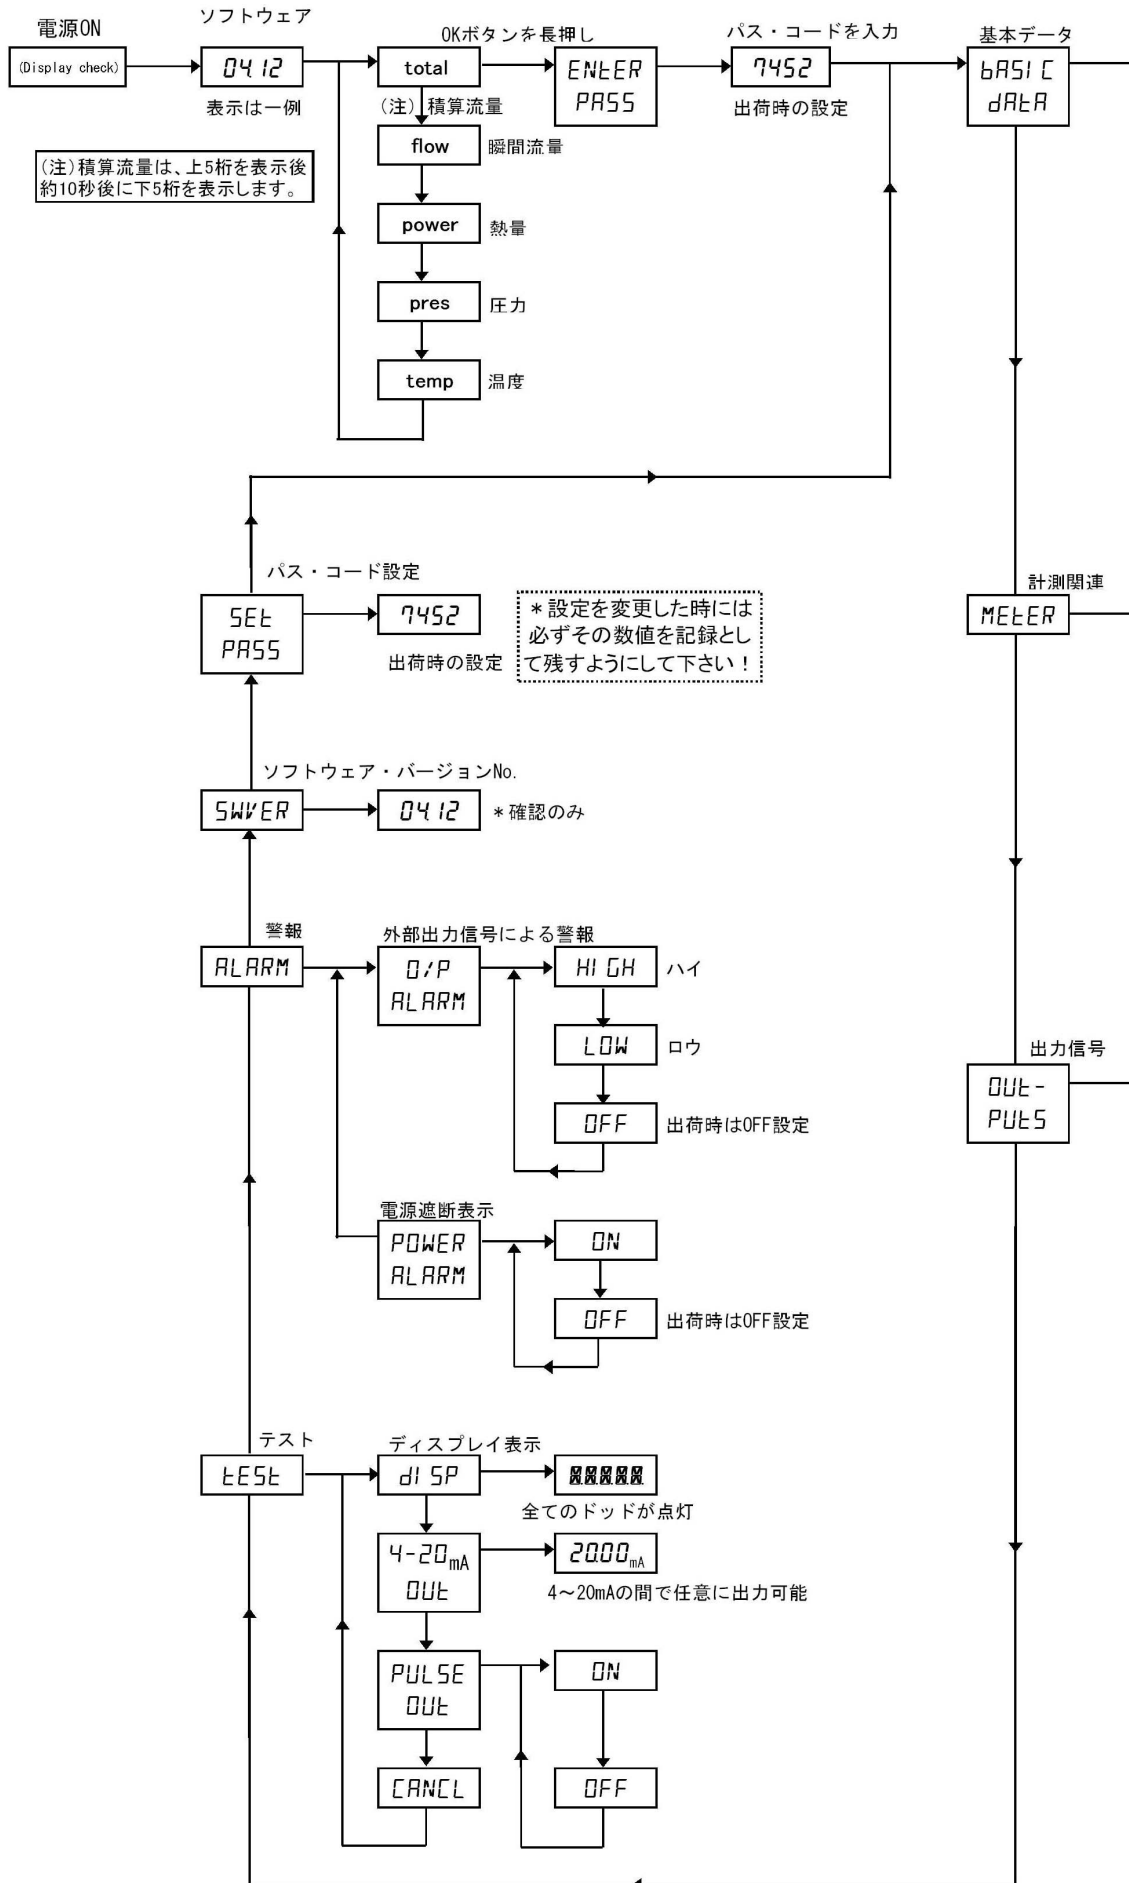 電源ON
ソフトウェア
OKボタンを長押し
パス・コードを入力
基本データ
(Display check)
04.12
total
ENtER
PASS
7452
bASIC
dAtA
表示は一例
(注)積算流量
出荷時の設定
(注)積算流量は、上5桁を表示後
約10秒後に下5桁を表示します。
flow
瞬間流量
power
熱量
pres
圧力
temp
温度
パス・コード設定
計測関連
SEt
PASS
7452
出荷時の設定
*設定を変更した時には
必ずその数値を記録とし
て残すようにして下さい!
MEtER
ソフトウェア・バージョンNo.
SWVER
04.12
*確認のみ
警報
外部出力信号による警報
ALARM
O/P
ALARM
HIGH
ハイ
LOW
ロウ
OFF
出荷時はOFF設定
出力信号
OUt-
PUtS
電源遮断表示
POWER
ALARM
ON
OFF
出荷時はOFF設定
テスト
ディスプレイ表示
tESt
dISP
全てのドッドが点灯
4-20mA
OUt
20.00mA
4~20mAの間で任意に出力可能
PULSE
OUt
ON
CANCL
OFF